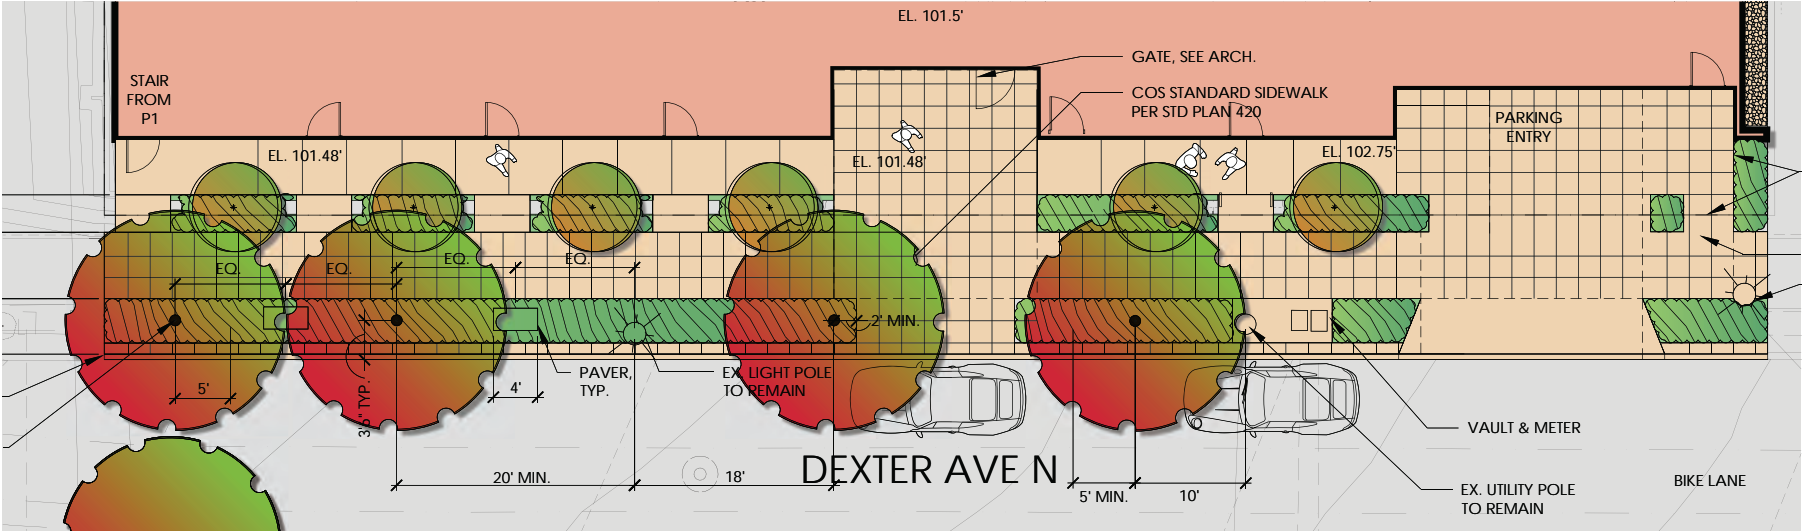 EL. 101.5'
GATE, SEE ARCH.
STAIR
FROM
P1
COS STANDARD SIDEWALK
PER STD PLAN 420
PARKING
ENTRY
EL. 101.48'
EL. 101.48'
EL. 102.75'
EQ.
EQ.
EQ.
EQ.
2' MIN.
PAVER,
TYP.
EX. LIGHT POLE
TO REMAIN
5'
4'
3'6" TYP.
VAULT & METER
DEXTER AVE N
20' MIN.
18'
5' MIN.
10'
EX. UTILITY POLE
TO REMAIN
BIKE LANE